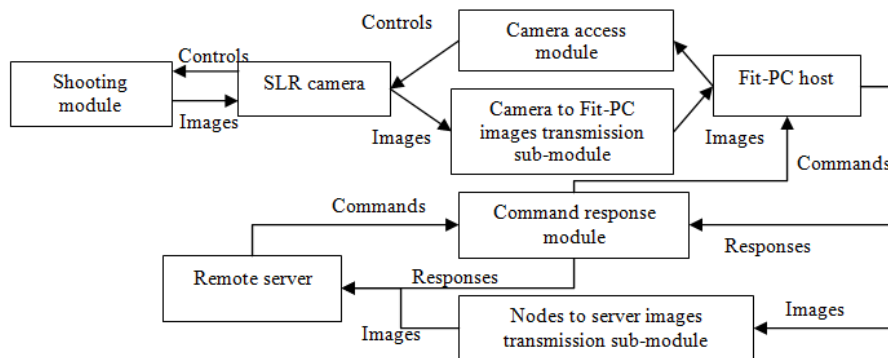 Controls
Camera access
module
Controls
Shooting
module
SLR camera
Fit-PC host
Images
Images
Camera to Fit-PC
images transmission
sub-module
Images
Commands
Commands
Command response
module
Responses
Remote server
Responses
Images
Nodes to server images
transmission sub-module
Images